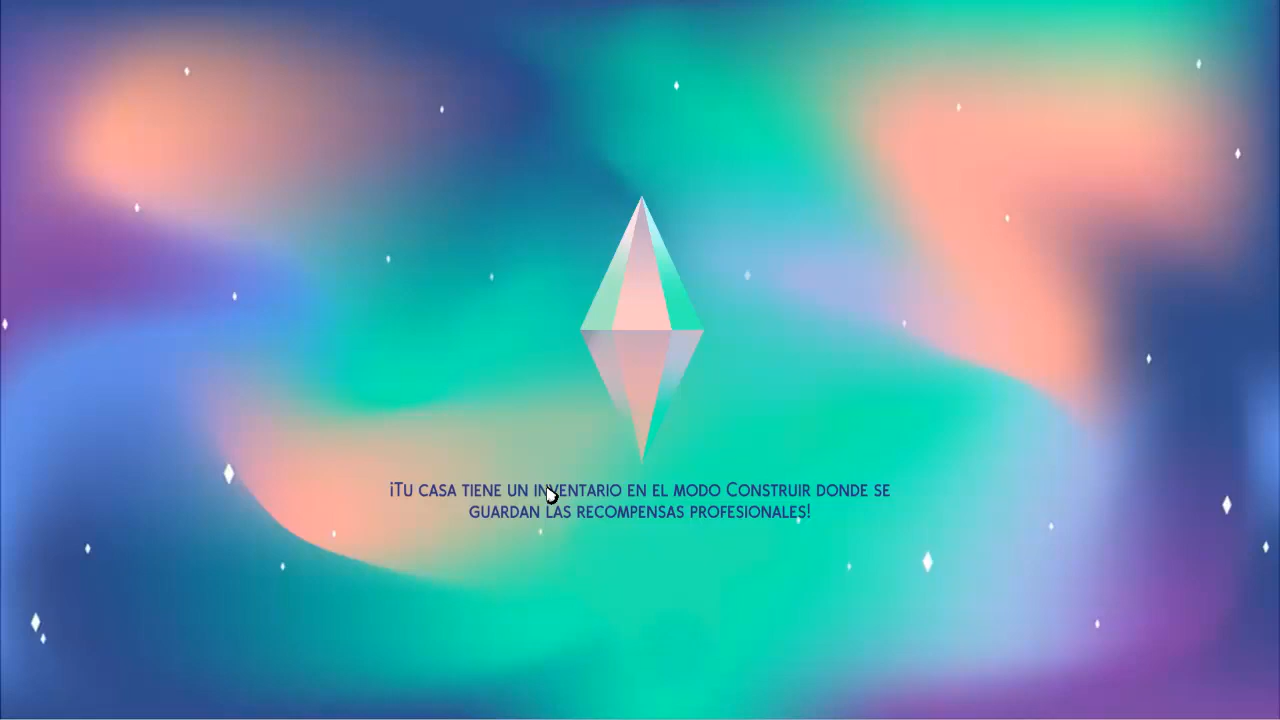 ¡Tu casa tiene un inventario en el modo Construir donde se
guardan las recompensas profesionales!